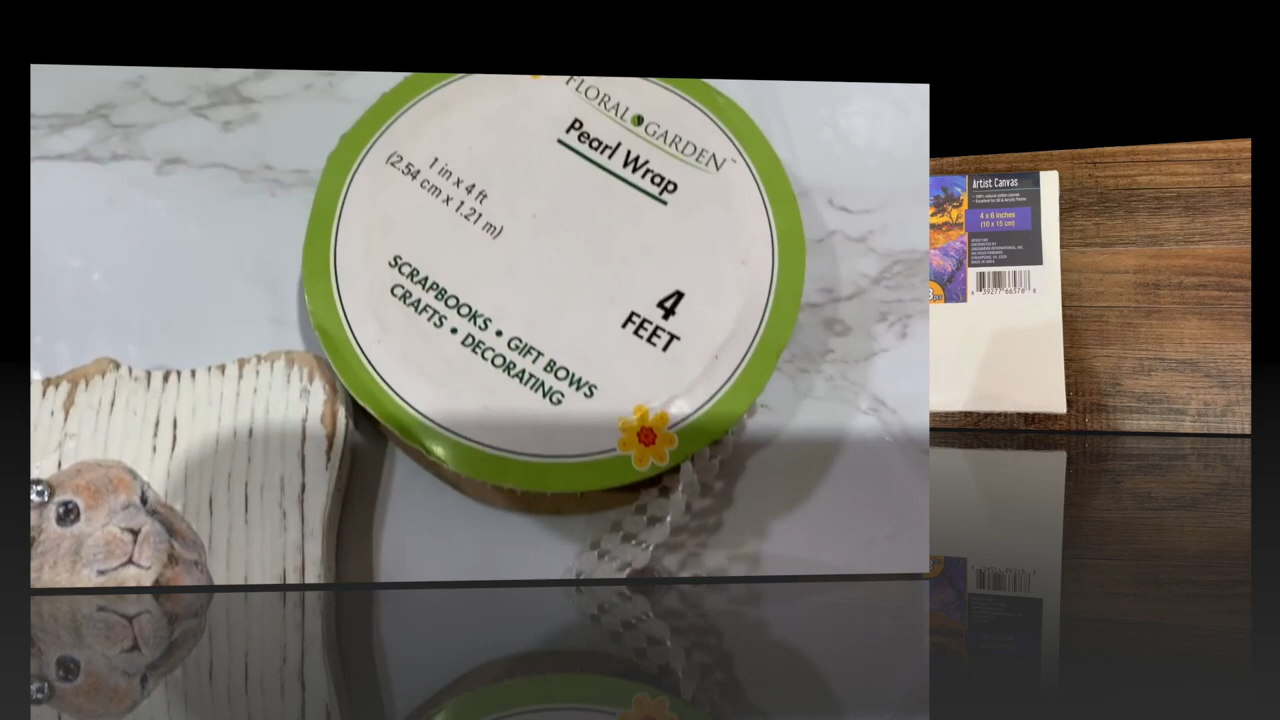 FLORAL GARDEN™
Pearl Wrap
1 in x 4 ft
(2.54 cm x 1.21 m)
4
FEET
SCRAPBOOKS • GIFT BOWS
CRAFTS • DECORATING
Artist Canvas
4 x 6 inches
(10 x 15 cm)